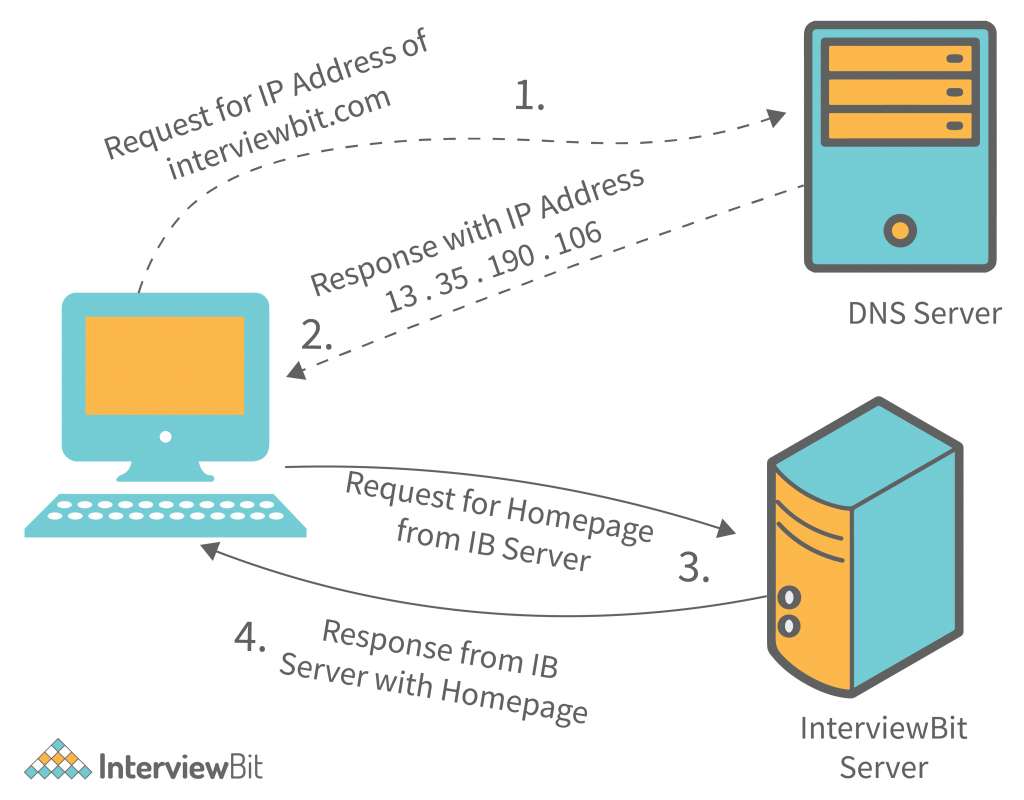 Request for IP Address of
interviewbit.com
1.
Response with IP Address
13 . 35 . 190 . 106
2.
DNS Server
Request for Homepage
from IB Server
3.
4.
Response from IB
Server with Homepage
InterviewBit
Server
InterviewBit